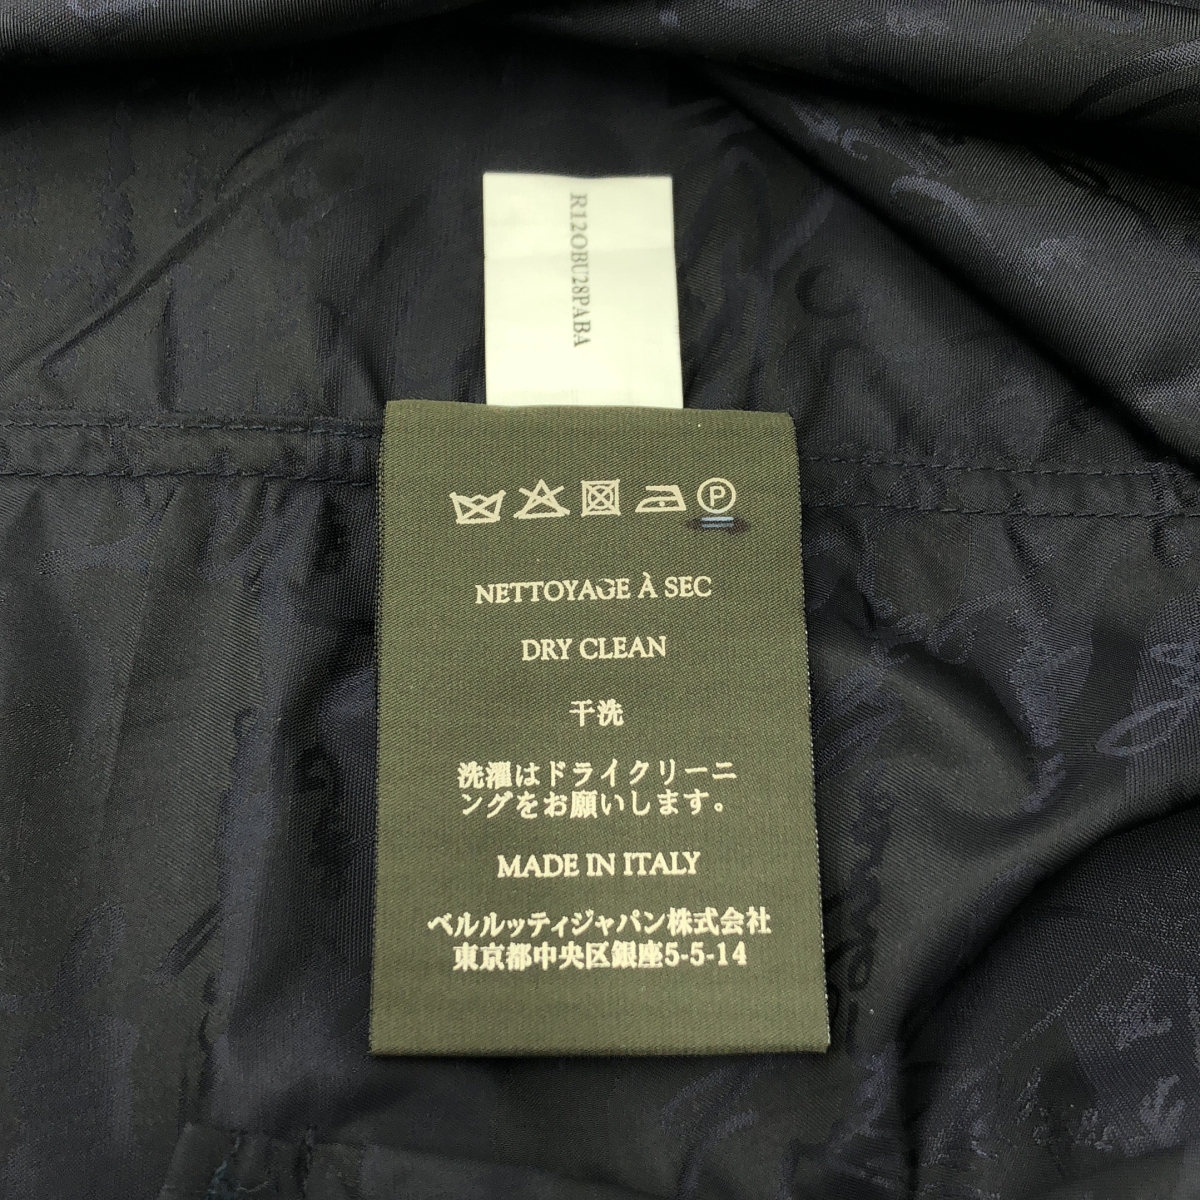 R12OBU28PABA
P
NETTOYAGE À SEC
DRY CLEAN
干洗
洗濯はドライクリーニ
ングをお願いします。
MADE IN ITALY
ベルルッティジャパン株式会社
東京都中央区銀座5-5-14